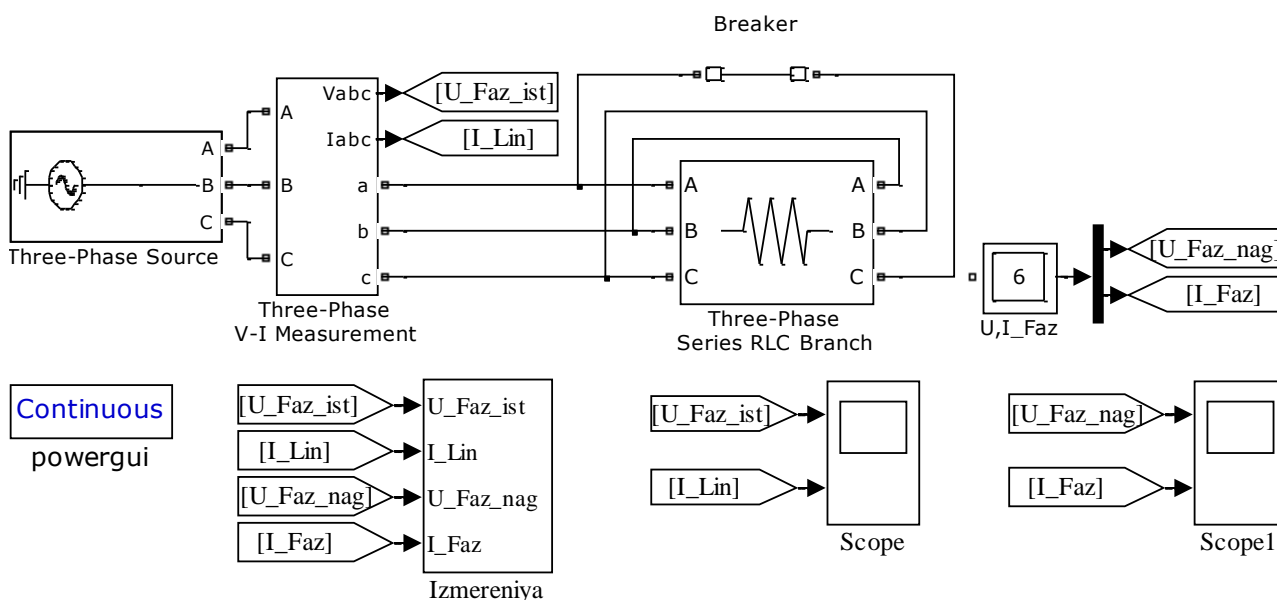 Breaker
Vabc
[U_Faz_ist]
A
Iabc
[I_Lin]
A
B
C
B
C
a
b
c
A
B
C
A
B
C
Three-Phase Source
Three-Phase
V-I Measurement
Three-Phase
Series RLC Branch
6
U,I_Faz
[U_Faz_nag]
[I_Faz]
Continuous
powergui
[U_Faz_ist]
[I_Lin]
[U_Faz_nag]
[I_Faz]
U_Faz_ist
I_Lin
U_Faz_nag
I_Faz
Izmereniya
[U_Faz_ist]
[I_Lin]
Scope
[U_Faz_nag]
[I_Faz]
Scope1